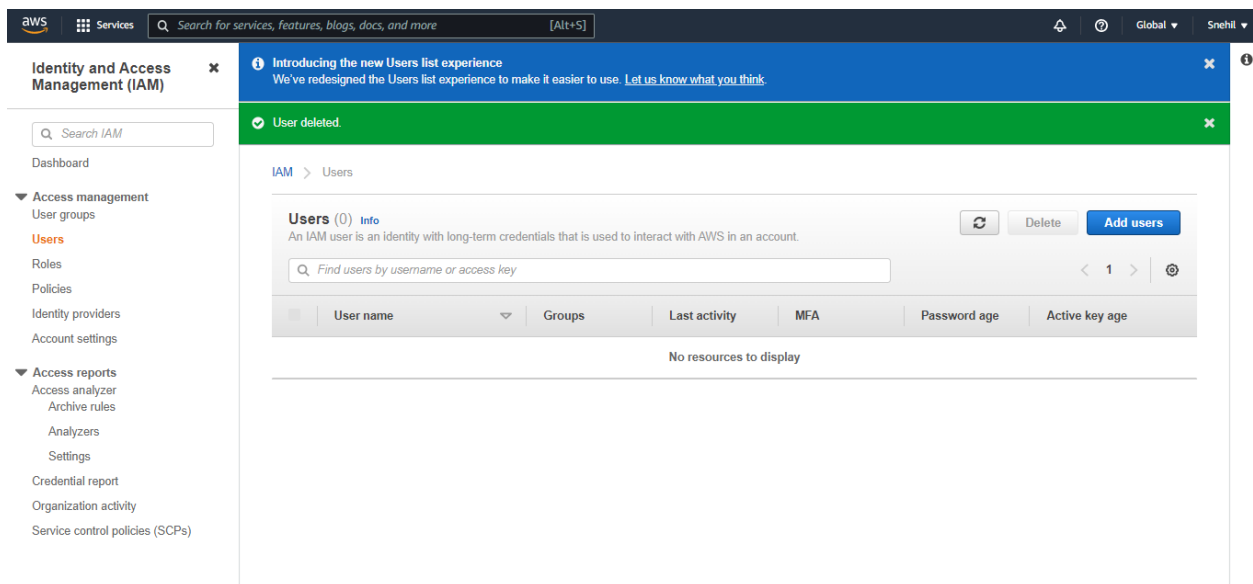 aws Services Search for services, features, blogs, docs, and more [Alt+S] Global Snehil
Identity and Access
Management (IAM)
Search IAM
Dashboard
Access management
User groups
Users
Roles
Policies
Identity providers
Account settings
Access reports
Access analyzer
Archive rules
Analyzers
Settings
Credential report
Organization activity
Service control policies (SCPs)
Introducing the new Users list experience
We've redesigned the Users list experience to make it easier to use. Let us know what you think.
User deleted.
IAM > Users
Users (0) Info
An IAM user is an identity with long-term credentials that is used to interact with AWS in an account.
Delete Add users
Find users by username or access key
< 1 >
User name Groups Last activity MFA Password age Active key age
No resources to display